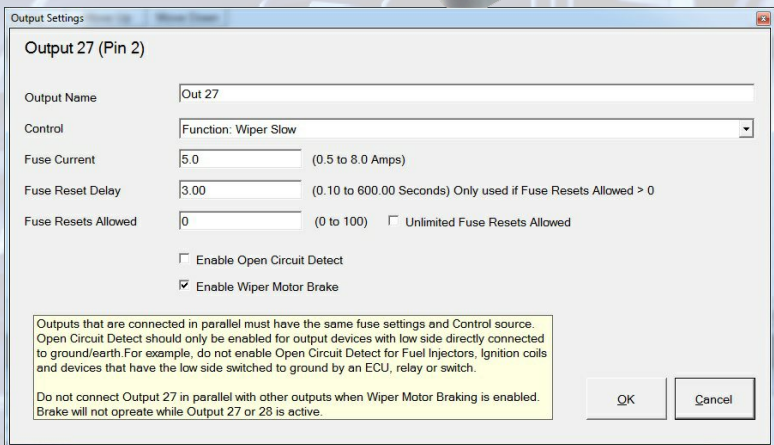 Output Settings Move Up Move Down
Output 27 (Pin 2)
Output Name Out 27
Control Function: Wiper Slow
Fuse Current 5.0 (0.5 to 8.0 Amps)
Fuse Reset Delay 3.00 (0.10 to 600.00 Seconds) Only used if Fuse Resets Allowed > 0
Fuse Resets Allowed 0 (0 to 100) Unlimited Fuse Resets Allowed
Enable Open Circuit Detect
Enable Wiper Motor Brake
Outputs that are connected in parallel must have the same fuse settings and Control source.
Open Circuit Detect should only be enabled for output devices with low side directly connected
to ground/earth.For example, do not enable Open Circuit Detect for Fuel Injectors, Ignition coils
and devices that have the low side switched to ground by an ECU, relay or switch.
Do not connect Output 27 in parallel with other outputs when Wiper Motor Braking is enabled.
Brake will not opreate while Output 27 or 28 is active.
OK Cancel